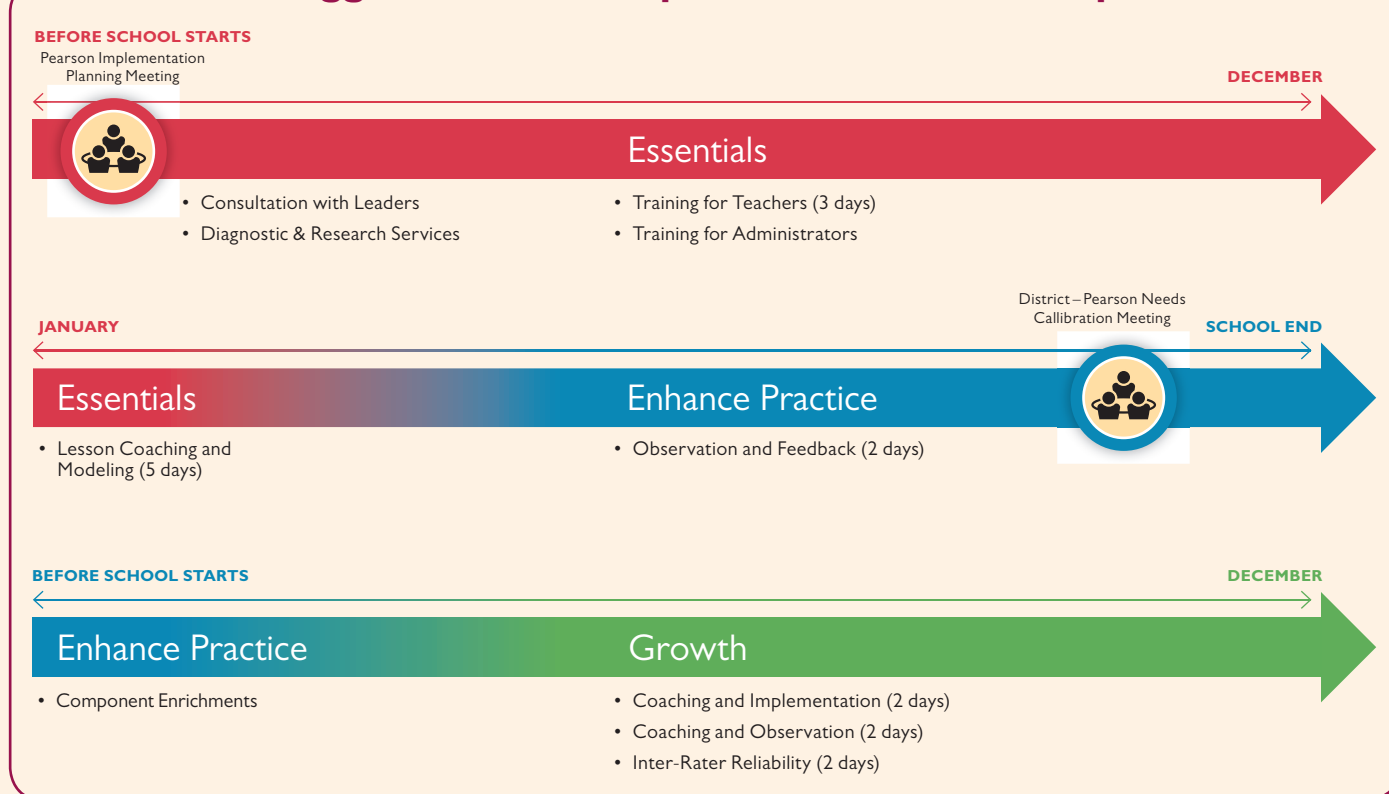 BEFORE SCHOOL STARTS
Pearson Implementation
Planning Meeting
DECEMBER
Essentials
• Consultation with Leaders
• Diagnostic & Research Services
• Training for Teachers (3 days)
• Training for Administrators
District–Pearson Needs
Callibration Meeting
JANUARY
SCHOOL END
Essentials
Enhance Practice
• Lesson Coaching and
Modeling (5 days)
• Observation and Feedback (2 days)
BEFORE SCHOOL STARTS
DECEMBER
Enhance Practice
Growth
• Component Enrichments
• Coaching and Implementation (2 days)
• Coaching and Observation (2 days)
• Inter-Rater Reliability (2 days)